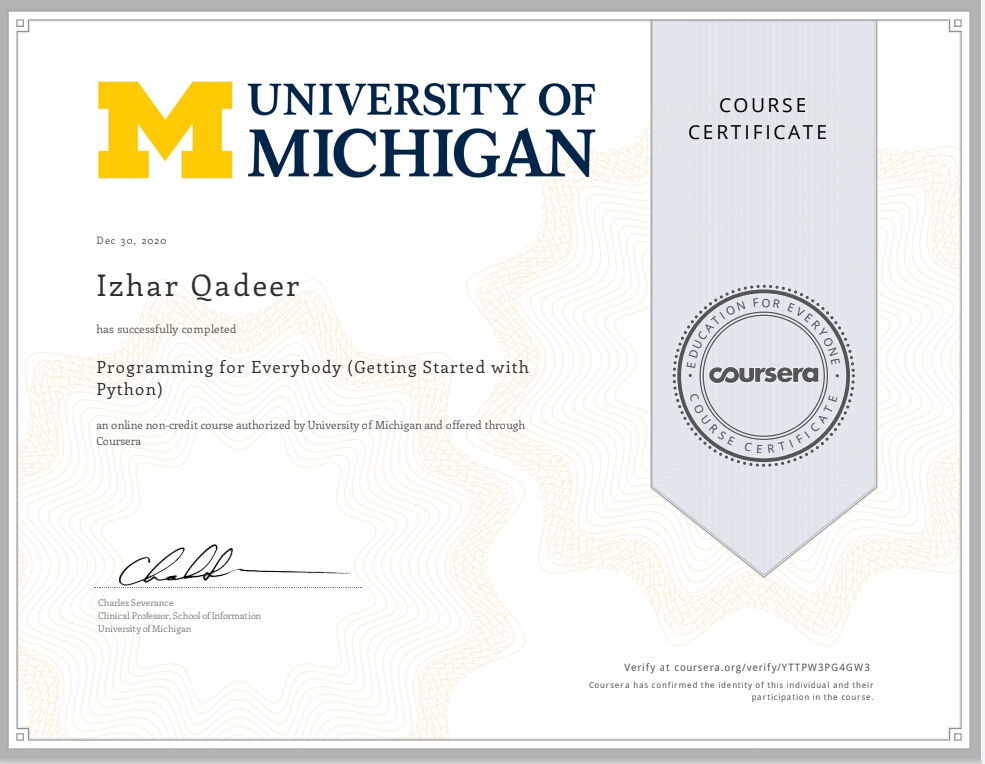 M UNIVERSITY OF
MICHIGAN
COURSE
CERTIFICATE
Dec 30, 2020
Izhar Qadeer
has successfully completed
Programming for Everybody (Getting Started with
Python)
an online non-credit course authorized by University of Michigan and offered through
Coursera
EDUCATION FOR EVERYONE
coursera
COURSE CERTIFICATE
Charles Severance
Clinical Professor, School of Information
University of Michigan
Verify at coursera.org/verify/YTTPW3PG4GW3
Coursera has confirmed the identity of this individual and their
participation in the course.